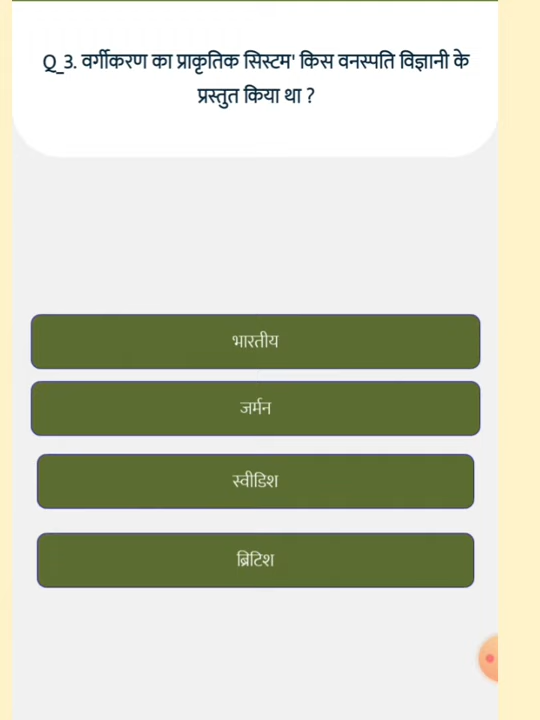 Q_3. वर्गीकरण का प्राकृतिक सिस्टम' किस वनस्पति विज्ञानी के
प्रस्तुत किया था ?
भारतीय
जर्मन
स्वीडिश
ब्रिटिश